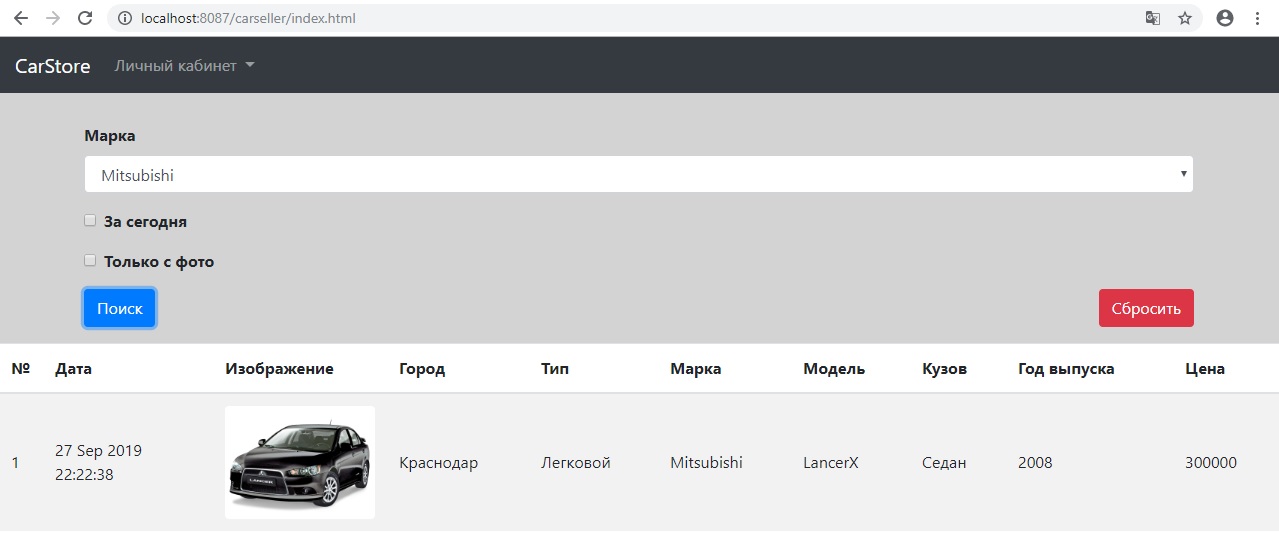 localhost:8087/carseller/index.html
CarStore Личный кабинет
Марка
Mitsubishi
За сегодня
Только с фото
Поиск Сбросить
№ Дата Изображение Город Тип Марка Модель Кузов Год выпуска Цена
1 27 Sep 2019 22:22:38 LANCER Краснодар Легковой Mitsubishi LancerX Седан 2008 300000